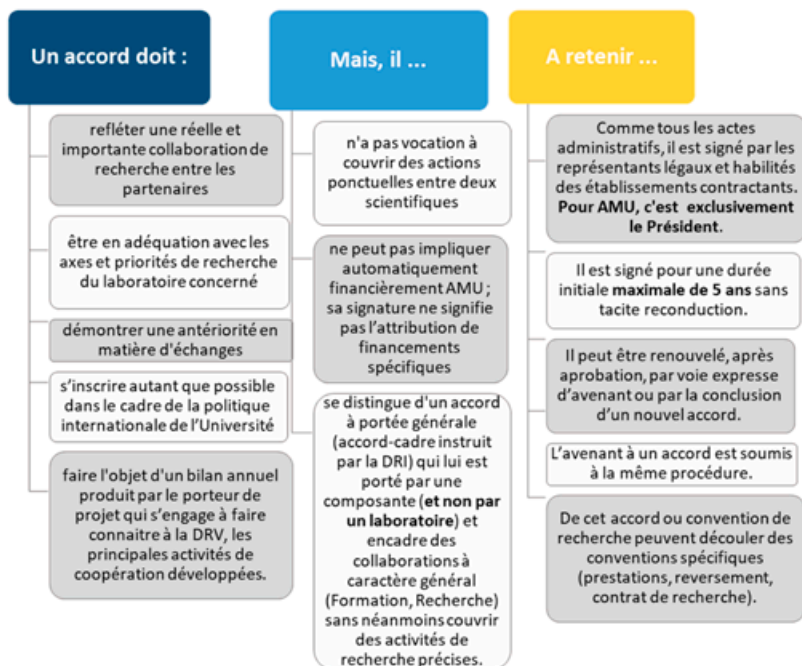 Un accord doit :
refléter une réelle et
importante collaboration de
recherche entre les
partenaires
être en adéquation avec les
axes et priorités de recherche
du laboratoire concerné
démontrer une antériorité en
matière d'échanges
s’inscrire autant que possible
dans le cadre de la politique
internationale de l’Université
faire l'objet d'un bilan annuel
produit par le porteur de
projet qui s’engage à faire
connaitre à la DRV, les
principales activités de
coopération développées.
Mais, il ...
n'a pas vocation à
couvrir des actions
ponctuelles entre deux
scientifiques
ne peut pas impliquer
automatiquement
financièrement AMU ;
sa signature ne signifie
pas l’attribution de
financements
spécifiques
se distingue d'un accord
à portée générale
(accord-cadre instruit
par la DRI) qui lui est
porté par une
composante (et non par
un laboratoire) et
encadre des
collaborations à
caractère général
(Formation, Recherche)
sans néanmoins couvrir
des activités de
recherche précises.
A retenir ...
Comme tous les actes
administratifs, il est signé par les
représentants légaux et habilités
des établissements contractants.
Pour AMU, c'est exclusivement
le Président.
Il est signé pour une durée
initiale maximale de 5 ans sans
tacite reconduction.
Il peut être renouvelé, après
approbation, par voie expresse
d’avenant ou par la conclusion
d’un nouvel accord.
L’avenant à un accord est soumis
à la même procédure.
De cet accord ou convention de
recherche peuvent découler des
conventions spécifiques
(prestations, reversement,
contrat de recherche).